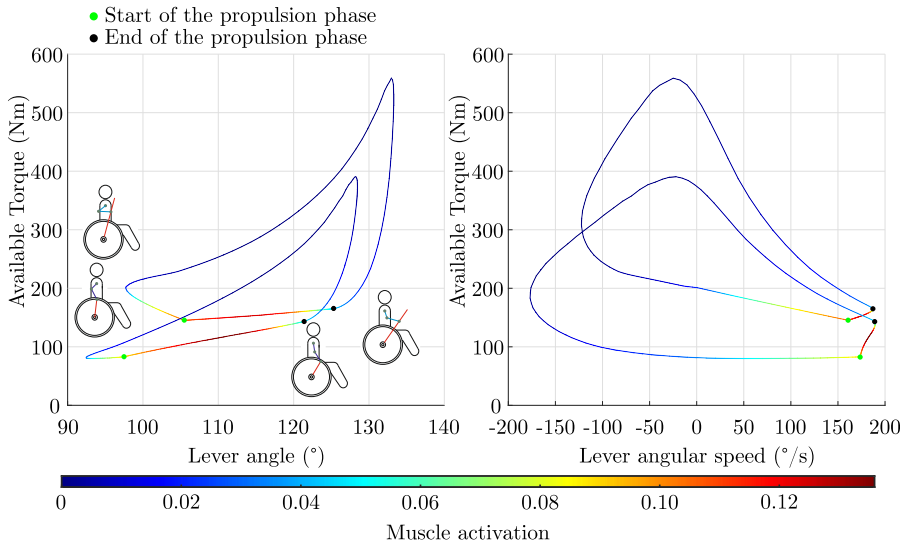 Start of the propulsion phase
End of the propulsion phase
Available Torque (Nm)
600
500
400
300
200
100
0
90 100 110 120 130 140
Lever angle (°)
Available Torque (Nm)
600
500
400
300
200
100
0
-200 -150 -100 -50 0 50 100 150 200
Lever angular speed (°/s)
0 0.02 0.04 0.06 0.08 0.10 0.12
Muscle activation